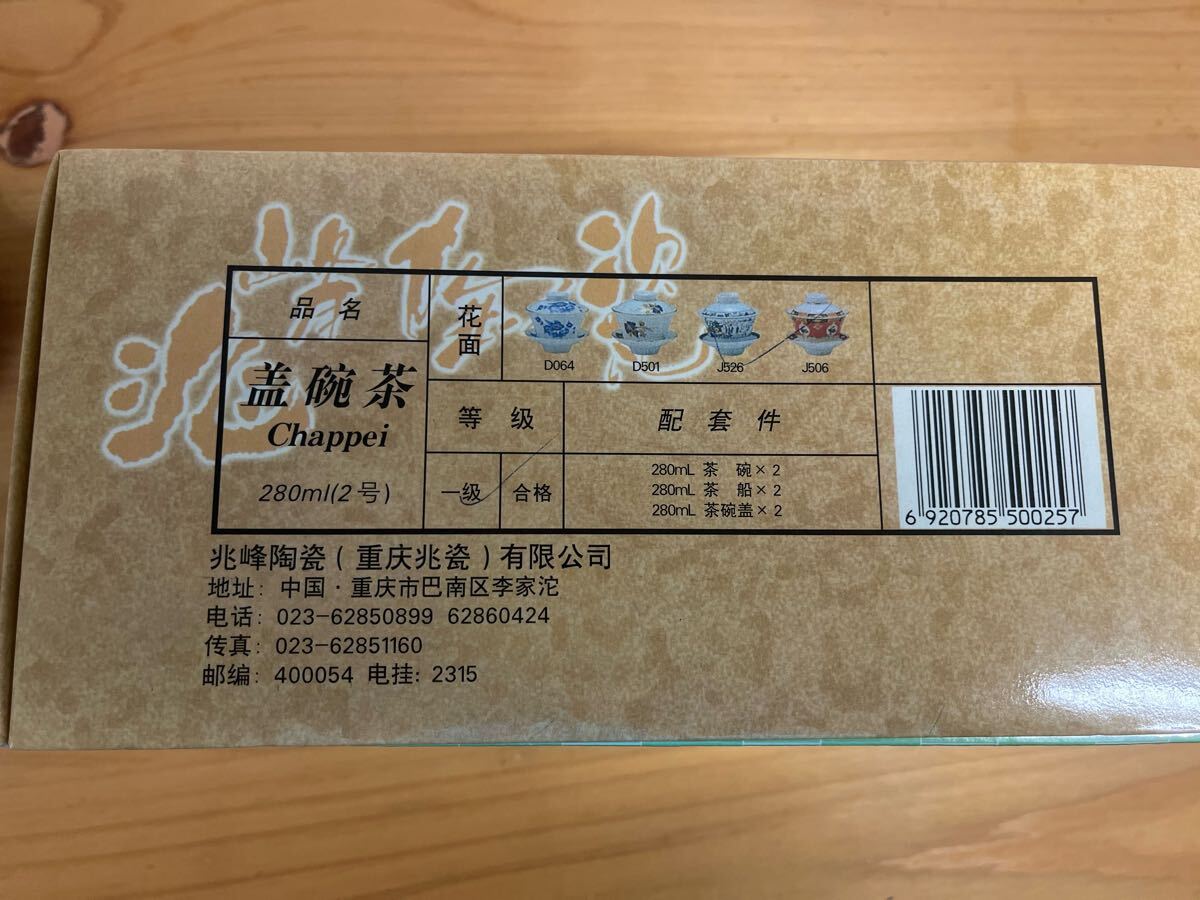 品名
盖碗茶
Chappei
280ml(2号)
花面
D064
D501
J526
J506
等级
一级
合格
配套件
280mL 茶 碗×2
280mL 茶 船×2
280mL 茶碗盖×2
6 920785 500257
兆峰陶瓷(重庆兆瓷)有限公司
地址: 中国·重庆市巴南区李家沱
电话: 023-62850899 62860424
传真: 023-62851160
邮编: 400054 电挂: 2315